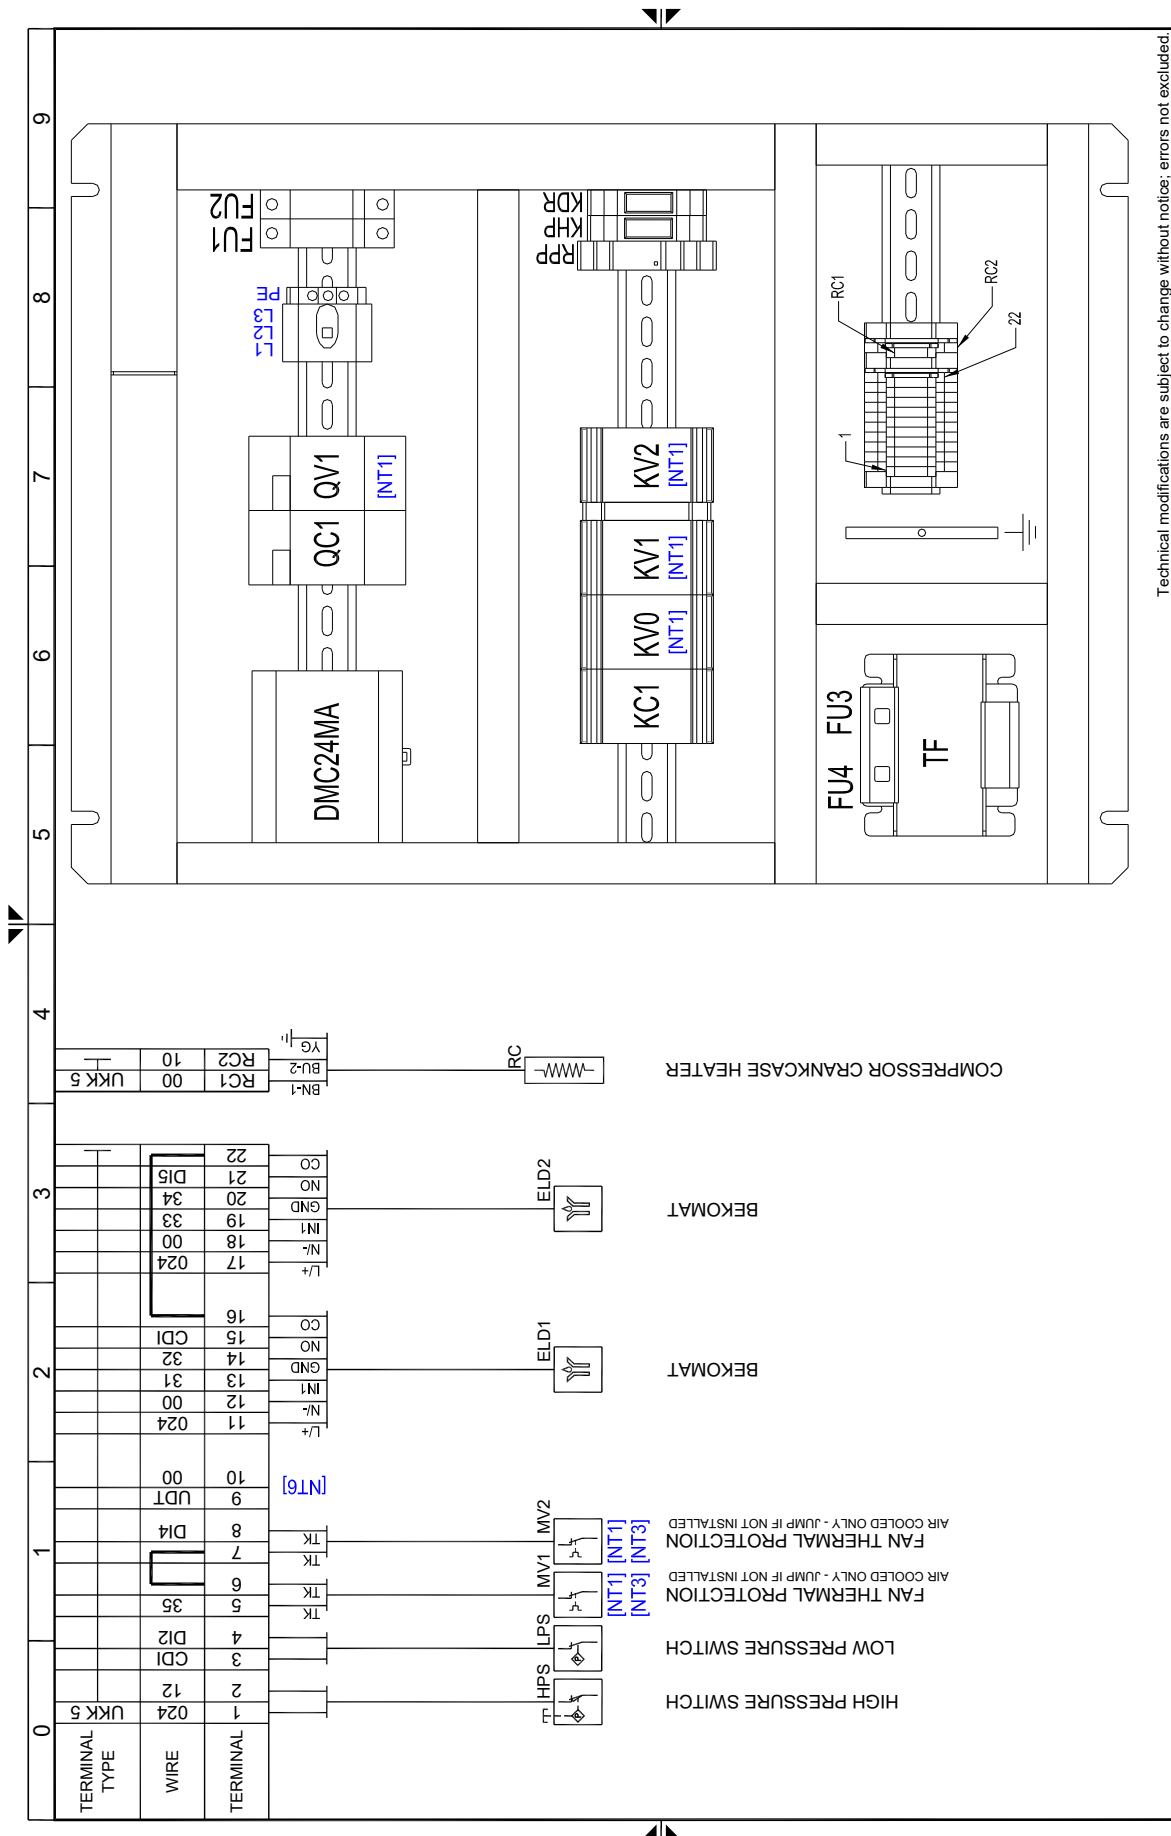 0 1 2 3 4 5 6 7 8 9
TERMINAL
TYPE
UKK 5
UKK 5
WIRE
024
12
CDI
DI2
35
DI4
UDT
00
024
00
31
32
CDI
024
00
33
34
DI5
00
10
TERMINAL
1
2
3
4
5
6
7
8
9
10
11
12
13
14
15
16
17
18
19
20
21
22
RC1
RC2
TK
TK
TK
TK
[NT6]
L/+
N/-
IN1
GND
NO
CO
L/+
N/-
IN1
GND
NO
CO
BN-1
BU-2
YG
HPS
LPS
MV1
MV2
ELD1
ELD2
RC
[NT1]
[NT3]
[NT1]
[NT3]
HIGH PRESSURE SWITCH
LOW PRESSURE SWITCH
FAN THERMAL PROTECTION
AIR COOLED ONLY - JUMP IF NOT INSTALLED
FAN THERMAL PROTECTION
AIR COOLED ONLY - JUMP IF NOT INSTALLED
BEKOMAT
BEKOMAT
COMPRESSOR CRANKCASE HEATER
DMC24MA
QC1
QV1
[NT1]
L1
L2
L3
PE
FU1
FU2
KC1
KV0
[NT1]
KV1
[NT1]
KV2
[NT1]
RPP
KHP
KDR
FU4
FU3
TF
1
RC1
22
RC2
Technical modifications are subject to change without notice; errors not excluded.